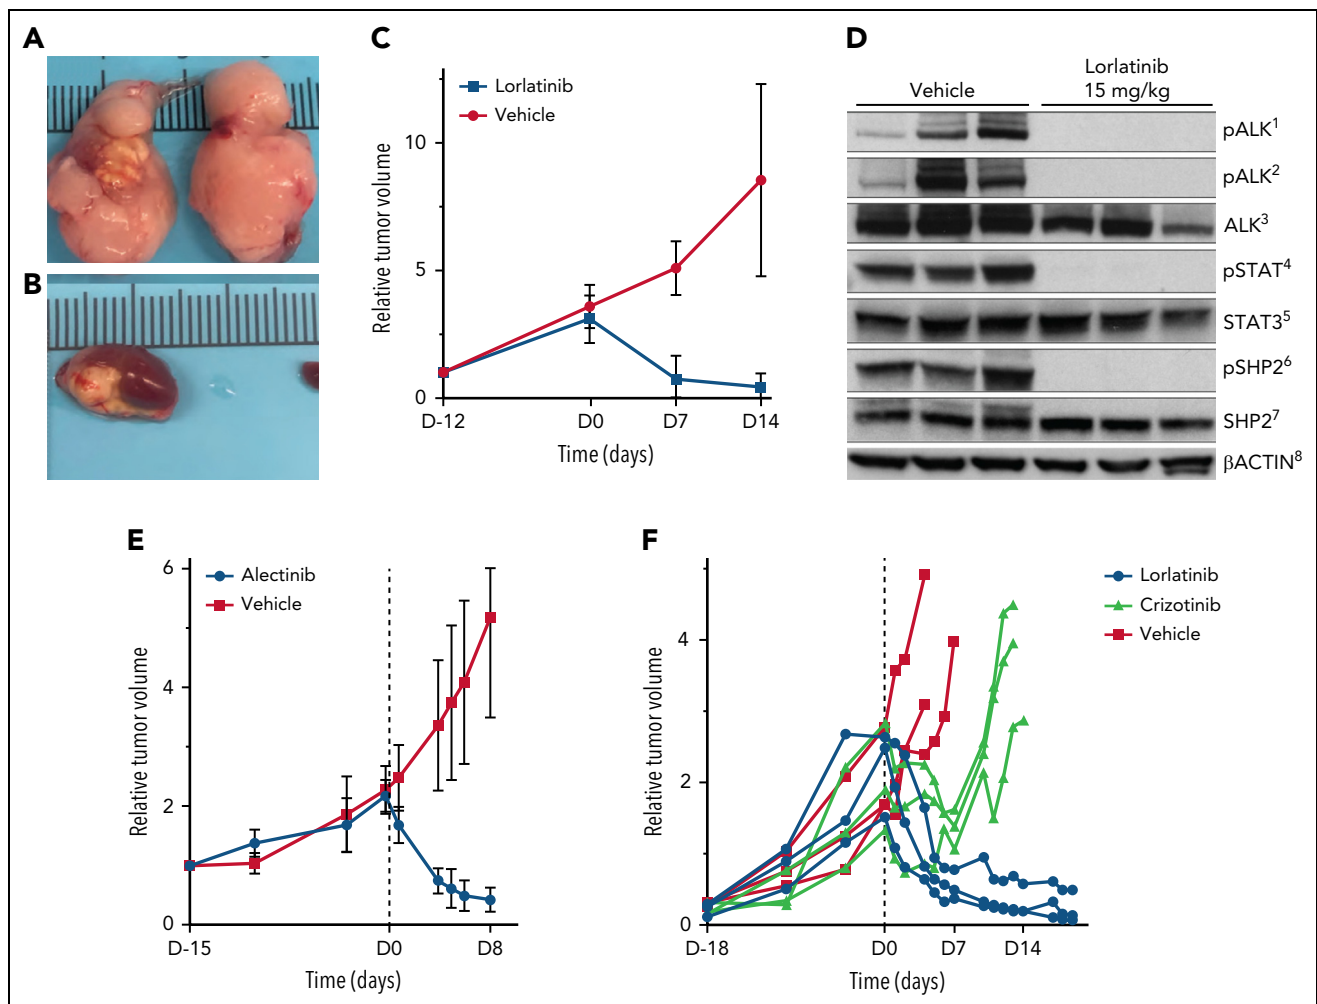 A
B
C
Lorlatinib
Vehicle
Relative tumor volume
10
5
0
D-12
D0
D7
D14
Time (days)
D
Vehicle
Lorlatinib
15 mg/kg
pALK¹
pALK²
ALK³
pSTAT⁴
STAT3⁵
pSHP2⁶
SHP2⁷
βACTIN⁸
E
Alectinib
Vehicle
Relative tumor volume
6
4
2
0
D-15
D0
D8
Time (days)
F
Lorlatinib
Crizotinib
Vehicle
Relative tumor volume
4
2
0
D-18
D0
D7
D14
Time (days)